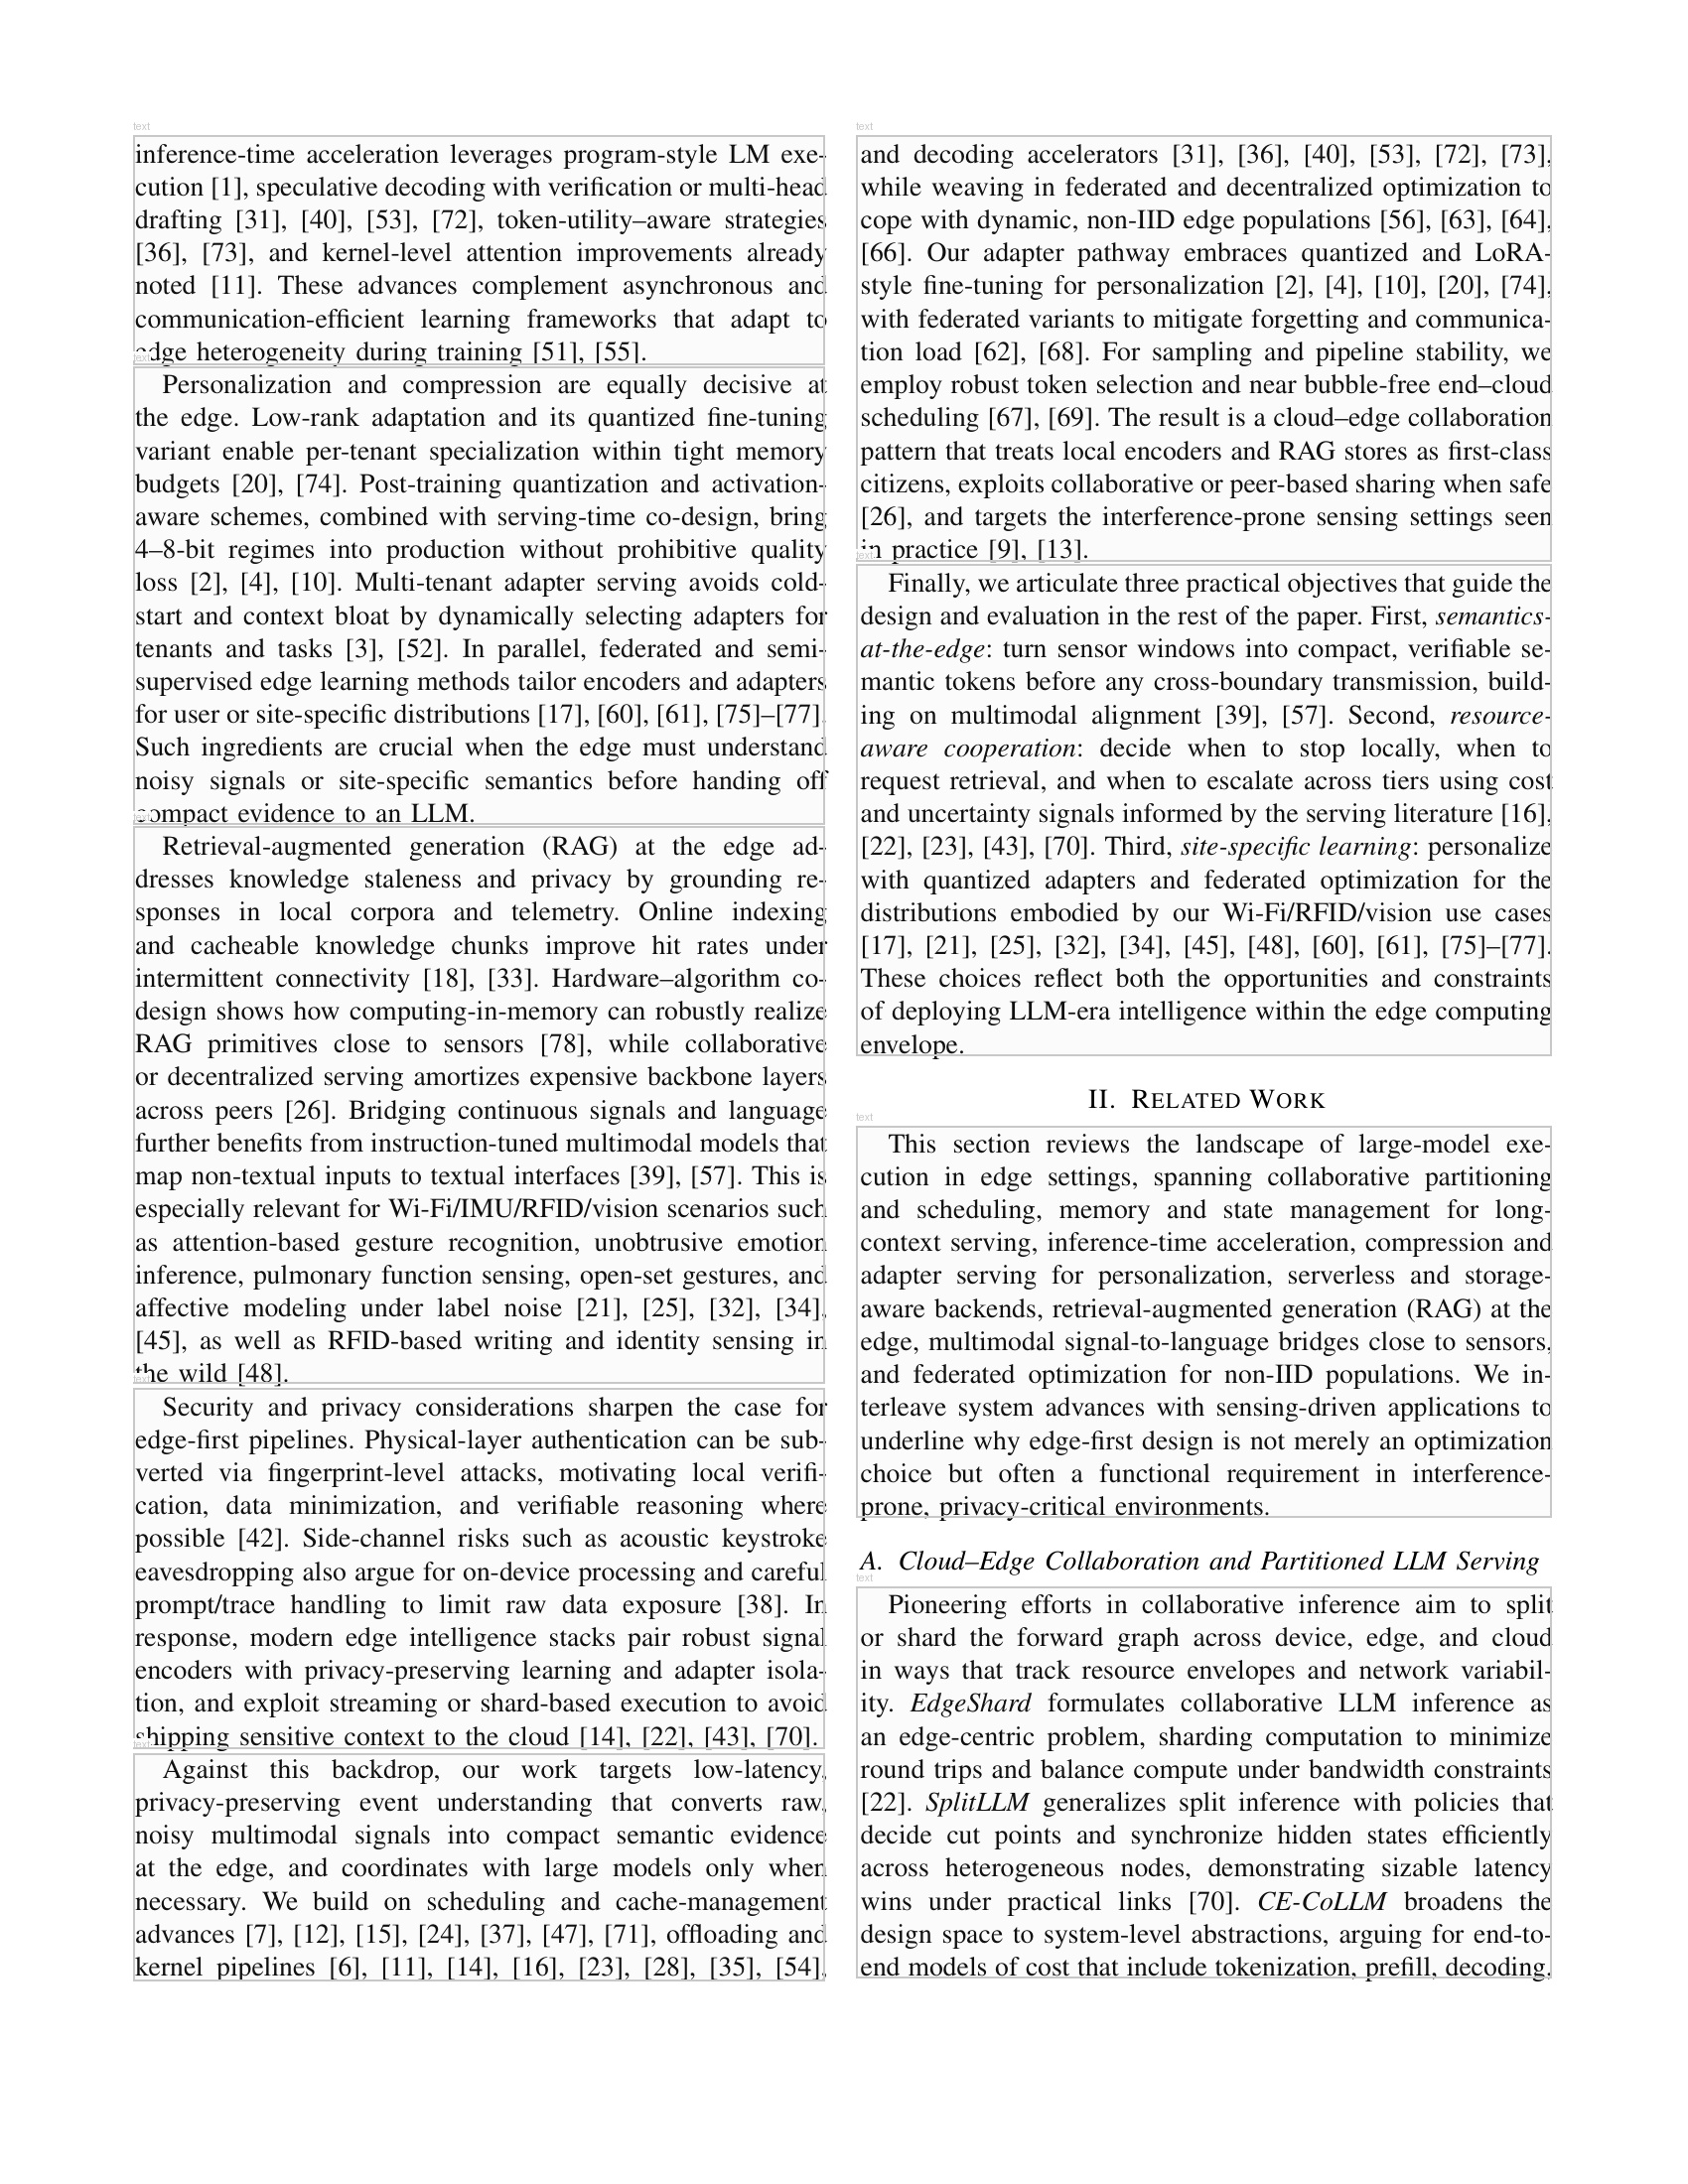 text
inference-time acceleration leverages program-style LM exe-
cution [1], speculative decoding with verification or multi-head
drafting [31], [40], [53], [72], token-utility–aware strategies
[36], [73], and kernel-level attention improvements already
noted [11]. These advances complement asynchronous and
communication-efficient learning frameworks that adapt to
edge heterogeneity during training [51], [55].
text
Personalization and compression are equally decisive at
the edge. Low-rank adaptation and its quantized fine-tuning
variant enable per-tenant specialization within tight memory
budgets [20], [74]. Post-training quantization and activation-
aware schemes, combined with serving-time co-design, bring
4–8-bit regimes into production without prohibitive quality
loss [2], [4], [10]. Multi-tenant adapter serving avoids cold-
start and context bloat by dynamically selecting adapters for
tenants and tasks [3], [52]. In parallel, federated and semi-
supervised edge learning methods tailor encoders and adapters
for user or site-specific distributions [17], [60], [61], [75]–[77].
Such ingredients are crucial when the edge must understand
noisy signals or site-specific semantics before handing off
compact evidence to an LLM.
text
Retrieval-augmented generation (RAG) at the edge ad-
dresses knowledge staleness and privacy by grounding re-
sponses in local corpora and telemetry. Online indexing
and cacheable knowledge chunks improve hit rates under
intermittent connectivity [18], [33]. Hardware–algorithm co-
design shows how computing-in-memory can robustly realize
RAG primitives close to sensors [78], while collaborative
or decentralized serving amortizes expensive backbone layers
across peers [26]. Bridging continuous signals and language
further benefits from instruction-tuned multimodal models that
map non-textual inputs to textual interfaces [39], [57]. This is
especially relevant for Wi-Fi/IMU/RFID/vision scenarios such
as attention-based gesture recognition, unobtrusive emotion
inference, pulmonary function sensing, open-set gestures, and
affective modeling under label noise [21], [25], [32], [34],
[45], as well as RFID-based writing and identity sensing in
the wild [48].
text
Security and privacy considerations sharpen the case for
edge-first pipelines. Physical-layer authentication can be sub-
verted via fingerprint-level attacks, motivating local verifi-
cation, data minimization, and verifiable reasoning where
possible [42]. Side-channel risks such as acoustic keystroke
eavesdropping also argue for on-device processing and careful
prompt/trace handling to limit raw data exposure [38]. In
response, modern edge intelligence stacks pair robust signal
encoders with privacy-preserving learning and adapter isola-
tion, and exploit streaming or shard-based execution to avoid
shipping sensitive context to the cloud [14], [22], [43], [70].
text
Against this backdrop, our work targets low-latency,
privacy-preserving event understanding that converts raw,
noisy multimodal signals into compact semantic evidence
at the edge, and coordinates with large models only when
necessary. We build on scheduling and cache-management
advances [7], [12], [15], [24], [37], [47], [71], offloading and
kernel pipelines [6], [11], [14], [16], [23], [28], [35], [54],
text
and decoding accelerators [31], [36], [40], [53], [72], [73],
while weaving in federated and decentralized optimization to
cope with dynamic, non-IID edge populations [56], [63], [64],
[66]. Our adapter pathway embraces quantized and LoRA-
style fine-tuning for personalization [2], [4], [10], [20], [74],
with federated variants to mitigate forgetting and communica-
tion load [62], [68]. For sampling and pipeline stability, we
employ robust token selection and near bubble-free end–cloud
scheduling [67], [69]. The result is a cloud–edge collaboration
pattern that treats local encoders and RAG stores as first-class
citizens, exploits collaborative or peer-based sharing when safe
[26], and targets the interference-prone sensing settings seen
in practice [9], [13].
text
Finally, we articulate three practical objectives that guide the
design and evaluation in the rest of the paper. First, semantics-
at-the-edge: turn sensor windows into compact, verifiable se-
mantic tokens before any cross-boundary transmission, build-
ing on multimodal alignment [39], [57]. Second, resource-
aware cooperation: decide when to stop locally, when to
request retrieval, and when to escalate across tiers using cost
and uncertainty signals informed by the serving literature [16],
[22], [23], [43], [70]. Third, site-specific learning: personalize
with quantized adapters and federated optimization for the
distributions embodied by our Wi-Fi/RFID/vision use cases
[17], [21], [25], [32], [34], [45], [48], [60], [61], [75]–[77].
These choices reflect both the opportunities and constraints
of deploying LLM-era intelligence within the edge computing
envelope.
II. RELATED WORK
text
This section reviews the landscape of large-model exe-
cution in edge settings, spanning collaborative partitioning
and scheduling, memory and state management for long-
context serving, inference-time acceleration, compression and
adapter serving for personalization, serverless and storage-
aware backends, retrieval-augmented generation (RAG) at the
edge, multimodal signal-to-language bridges close to sensors,
and federated optimization for non-IID populations. We in-
terleave system advances with sensing-driven applications to
underline why edge-first design is not merely an optimization
choice but often a functional requirement in interference-
prone, privacy-critical environments.
A. Cloud–Edge Collaboration and Partitioned LLM Serving
text
Pioneering efforts in collaborative inference aim to split
or shard the forward graph across device, edge, and cloud
in ways that track resource envelopes and network variabil-
ity. EdgeShard formulates collaborative LLM inference as
an edge-centric problem, sharding computation to minimize
round trips and balance compute under bandwidth constraints
[22]. SplitLLM generalizes split inference with policies that
decide cut points and synchronize hidden states efficiently
across heterogeneous nodes, demonstrating sizable latency
wins under practical links [70]. CE-CoLLM broadens the
design space to system-level abstractions, arguing for end-to-
end models of cost that include tokenization, prefill, decoding,